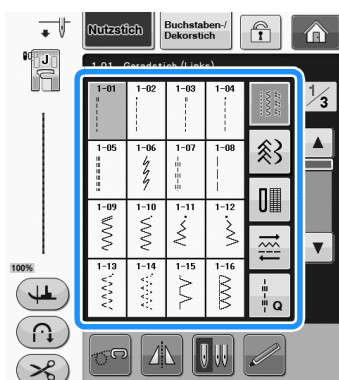 Nutzstich
Buchstaben-/
Dekorstich
J
1-01 Geradstich (Links)
1/3
1-01 1-02 1-03 1-04
1-05 1-06 1-07 1-08
1-09 1-10 1-11 1-12
1-13 1-14 1-15 1-16
100%
Q